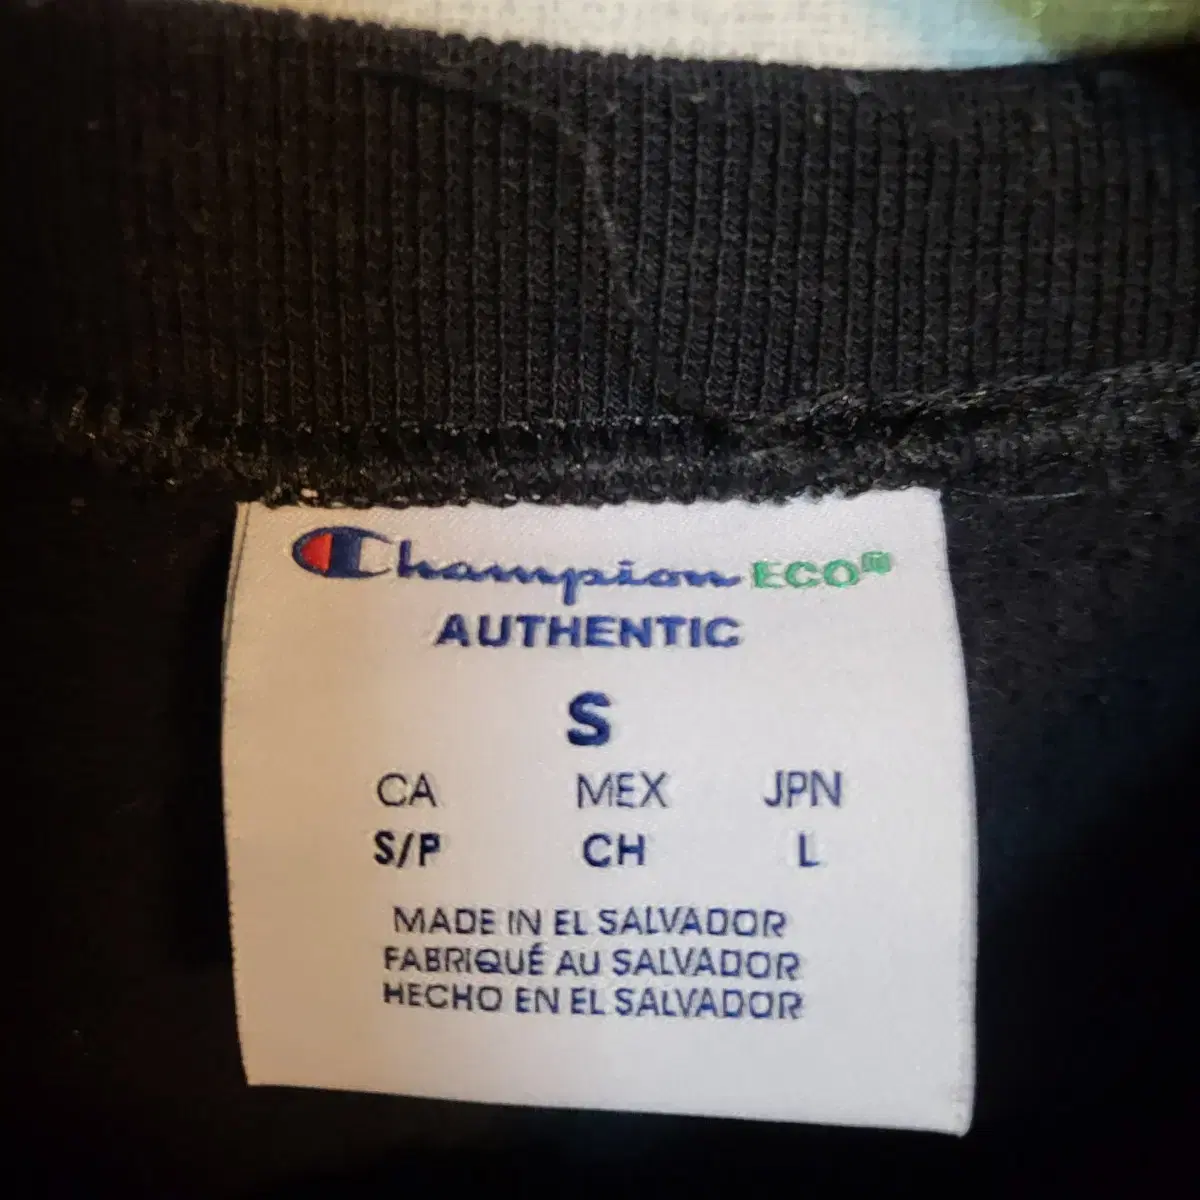 Champion ECO
AUTHENTIC
S
CA MEX JPN
S/P CH L
MADE IN EL SALVADOR
FABRIQUÉ AU SALVADOR
HECHO EN EL SALVADOR